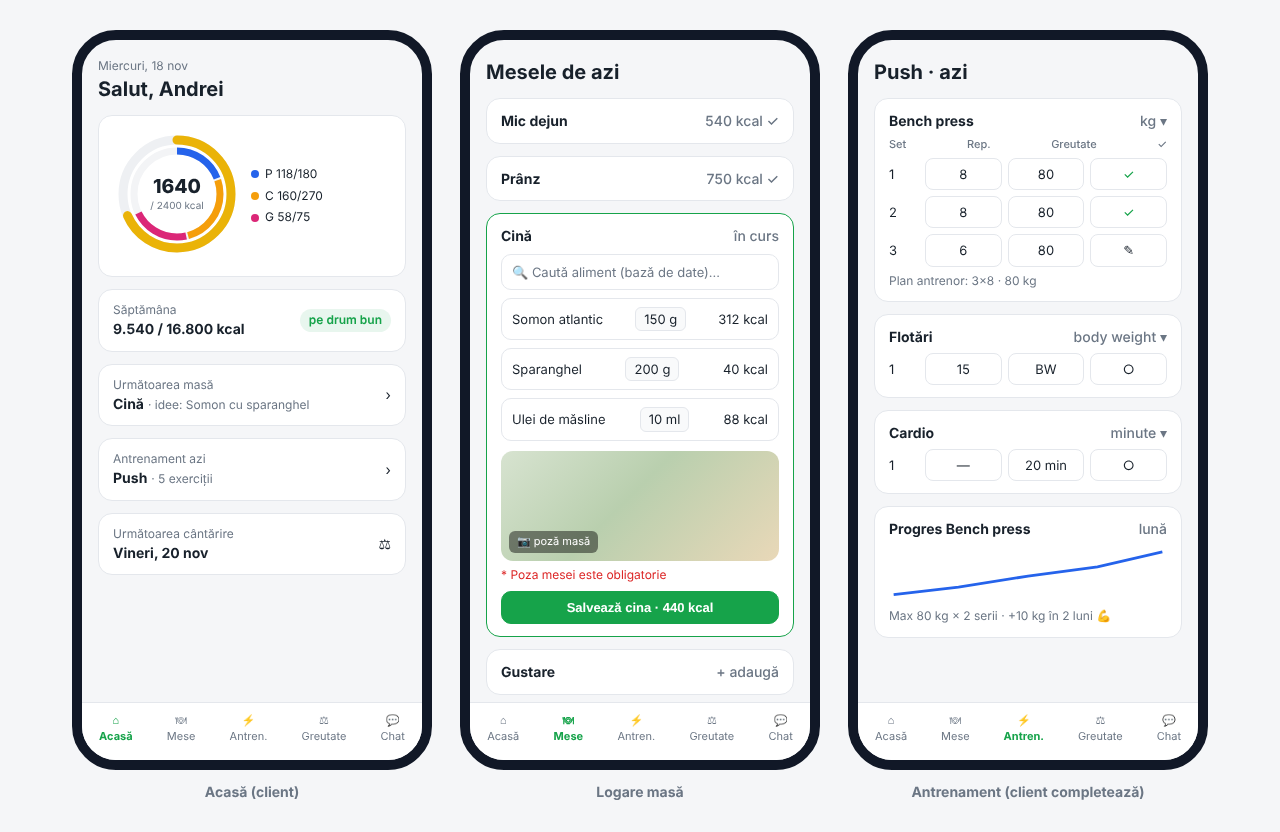 Miercuri, 18 nov
Salut, Andrei
1640
/ 2400 kcal
P 118/180
C 160/270
G 58/75
Săptămâna
9.540 / 16.800 kcal
pe drum bun
Următoarea masă
Cină · idee: Somon cu sparanghel ›
Antrenament azi
Push · 5 exerciții ›
Următoarea cântărire
Vineri, 20 nov ⚖
⌂ 🍽 ⚡ ⚖ 💬
Acasă Mese Antren. Greutate Chat
Acasă (client)
Mesele de azi
Mic dejun 540 kcal ✓
Prânz 750 kcal ✓
Cină în curs
🔍 Caută aliment (bază de date)...
Somon atlantic 150 g 312 kcal
Sparanghel 200 g 40 kcal
Ulei de măsline 10 ml 88 kcal
📷 poză masă
* Poza mesei este obligatorie
Salvează cina · 440 kcal
Gustare + adaugă
⌂ 🍽 ⚡ ⚖ 💬
Acasă Mese Antren. Greutate Chat
Logare masă
Push · azi
Bench press kg ▾
Set Rep. Greutate ✓
1 8 80 ✓
2 8 80 ✓
3 6 80 ✎
Plan antrenor: 3×8 · 80 kg
Flotări body weight ▾
1 15 BW ○
Cardio minute ▾
1 — 20 min ○
Progres Bench press lună
Max 80 kg × 2 serii · +10 kg în 2 luni 💪
⌂ 🍽 ⚡ ⚖ 💬
Acasă Mese Antren. Greutate Chat
Antrenament (client completează)